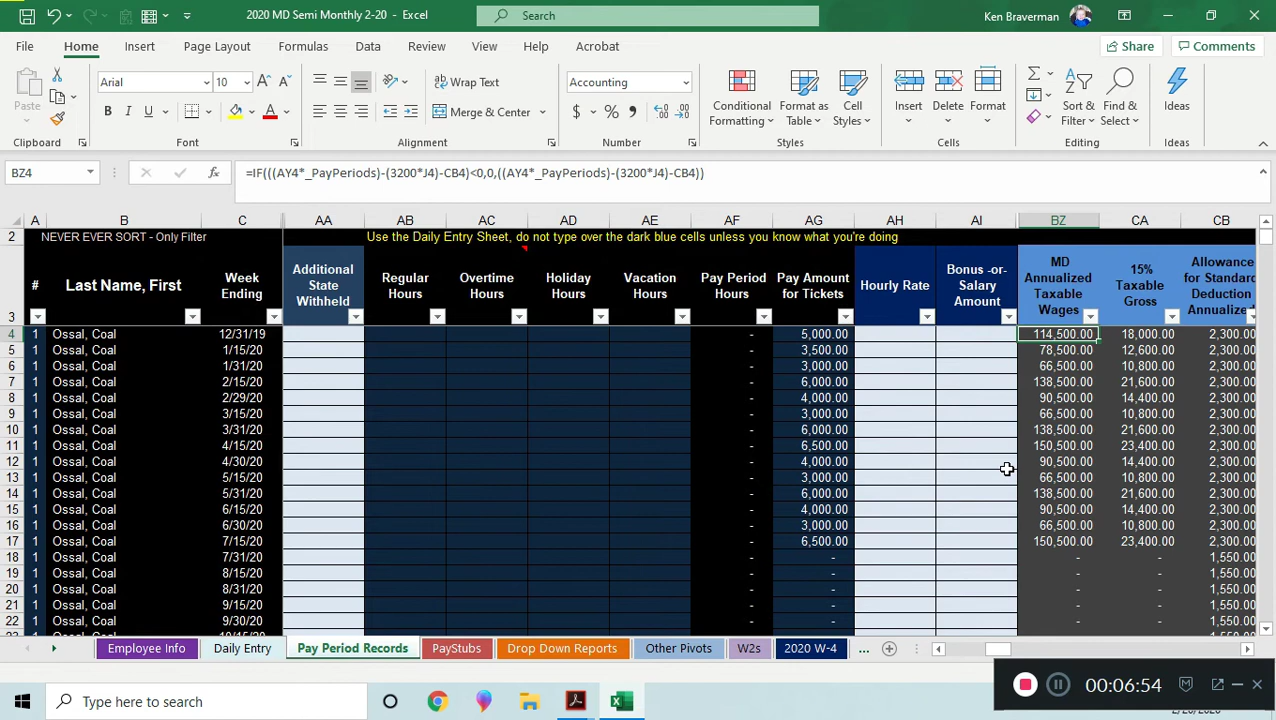 2020 MD Semi Monthly 2-20 - Excel
Search
Ken Braverman
File Home Insert Page Layout Formulas Data Review View Help Acrobat Share Comments
Arial 10 Wrap Text Accounting
Paste Merge & Center $ % Conditional Formatting Format as Table Cell Styles Insert Delete Format Sort & Filter Find & Select Ideas
Clipboard Font Alignment Number Styles Cells Editing Ideas
BZ4 fx =IF(((AY4*_PayPeriods)-(3200*J4)-CB4)<0,0,((AY4*_PayPeriods)-(3200*J4)-CB4))
A B C AA AB AC AD AE AF AG AH AI BZ CA CB
2 NEVER EVER SORT - Only Filter Use the Daily Entry Sheet, do not type over the dark blue cells unless you know what you're doing
3 # Last Name, First Week Ending Additional State Withheld Regular Hours Overtime Hours Holiday Hours Vacation Hours Pay Period Hours Pay Amount for Tickets Hourly Rate Bonus -or- Salary Amount MD Annualized Taxable Wages 15% Taxable Gross Allowance for Standard Deduction Annualized
4 1 Ossal, Coal 12/31/19 - 5,000.00 114,500.00 18,000.00 2,300.00
5 1 Ossal, Coal 1/15/20 - 3,500.00 78,500.00 12,600.00 2,300.00
6 1 Ossal, Coal 1/31/20 - 3,000.00 66,500.00 10,800.00 2,300.00
7 1 Ossal, Coal 2/15/20 - 6,000.00 138,500.00 21,600.00 2,300.00
8 1 Ossal, Coal 2/29/20 - 4,000.00 90,500.00 14,400.00 2,300.00
9 1 Ossal, Coal 3/15/20 - 3,000.00 66,500.00 10,800.00 2,300.00
10 1 Ossal, Coal 3/31/20 - 6,000.00 138,500.00 21,600.00 2,300.00
11 1 Ossal, Coal 4/15/20 - 6,500.00 150,500.00 23,400.00 2,300.00
12 1 Ossal, Coal 4/30/20 - 4,000.00 90,500.00 14,400.00 2,300.00
13 1 Ossal, Coal 5/15/20 - 3,000.00 66,500.00 10,800.00 2,300.00
14 1 Ossal, Coal 5/31/20 - 6,000.00 138,500.00 21,600.00 2,300.00
15 1 Ossal, Coal 6/15/20 - 4,000.00 90,500.00 14,400.00 2,300.00
16 1 Ossal, Coal 6/30/20 - 3,000.00 66,500.00 10,800.00 2,300.00
17 1 Ossal, Coal 7/15/20 - 6,500.00 150,500.00 23,400.00 2,300.00
18 1 Ossal, Coal 7/31/20 - - - - 1,550.00
19 1 Ossal, Coal 8/15/20 - - - - 1,550.00
20 1 Ossal, Coal 8/31/20 - - - - 1,550.00
21 1 Ossal, Coal 9/15/20 - - - - 1,550.00
22 1 Ossal, Coal 9/30/20 - - - - 1,550.00
Employee Info Daily Entry Pay Period Records PayStubs Drop Down Reports Other Pivots W2s 2020 W-4 ...
00:06:54
Type here to search